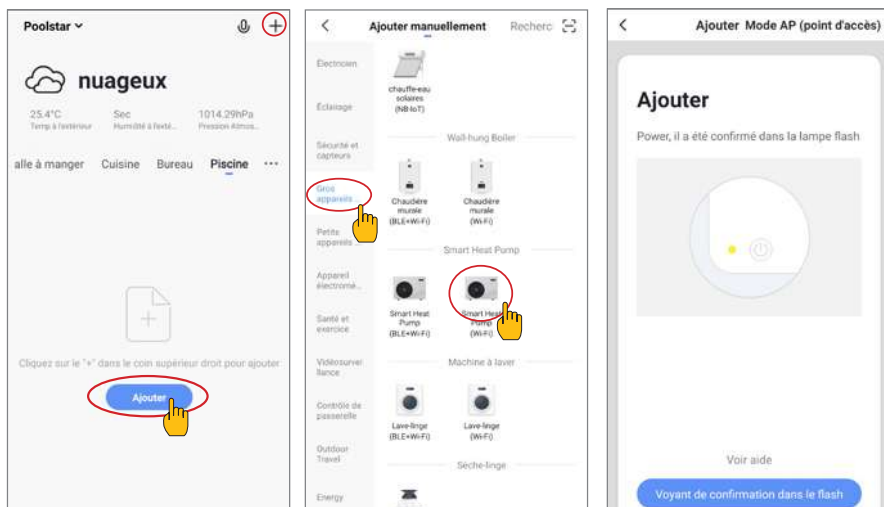 Poolstar
nuageux
25.4°C Sec 1014.29hPa
Temp à l'extérieur Humidité à l'exté... Pression Atmos...
alle à manger Cuisine Bureau Piscine ...
Cliquez sur le "+" dans le coin supérieur droit pour ajouter
Ajouter
Ajouter manuellement Recherc
Électricien
Éclairage
Sécurité et
capteurs
Gros
appareils
Petits
appareils ...
Appareil
électromé...
Santé et
exercice
Vidéosurvei
llance
Contrôle de
passerelle
Outdoor
Travel
Energy
chauffe-eau
solaires
(NB-IoT)
Wall-hung Boiler
Chaudière
murale
(BLE+Wi-Fi)
Chaudière
murale
(Wi-Fi)
Smart Heat Pump
Smart Heat
Pump
(BLE+Wi-Fi)
Smart Heat
Pump
(Wi-Fi)
Machine à laver
Lave-linge
(BLE+Wi-Fi)
Lave-linge
(Wi-Fi)
Sèche-linge
Ajouter Mode AP (point d'accès)
Ajouter
Power, il a été confirmé dans la lampe flash
Voir aide
Voyant de confirmation dans le flash